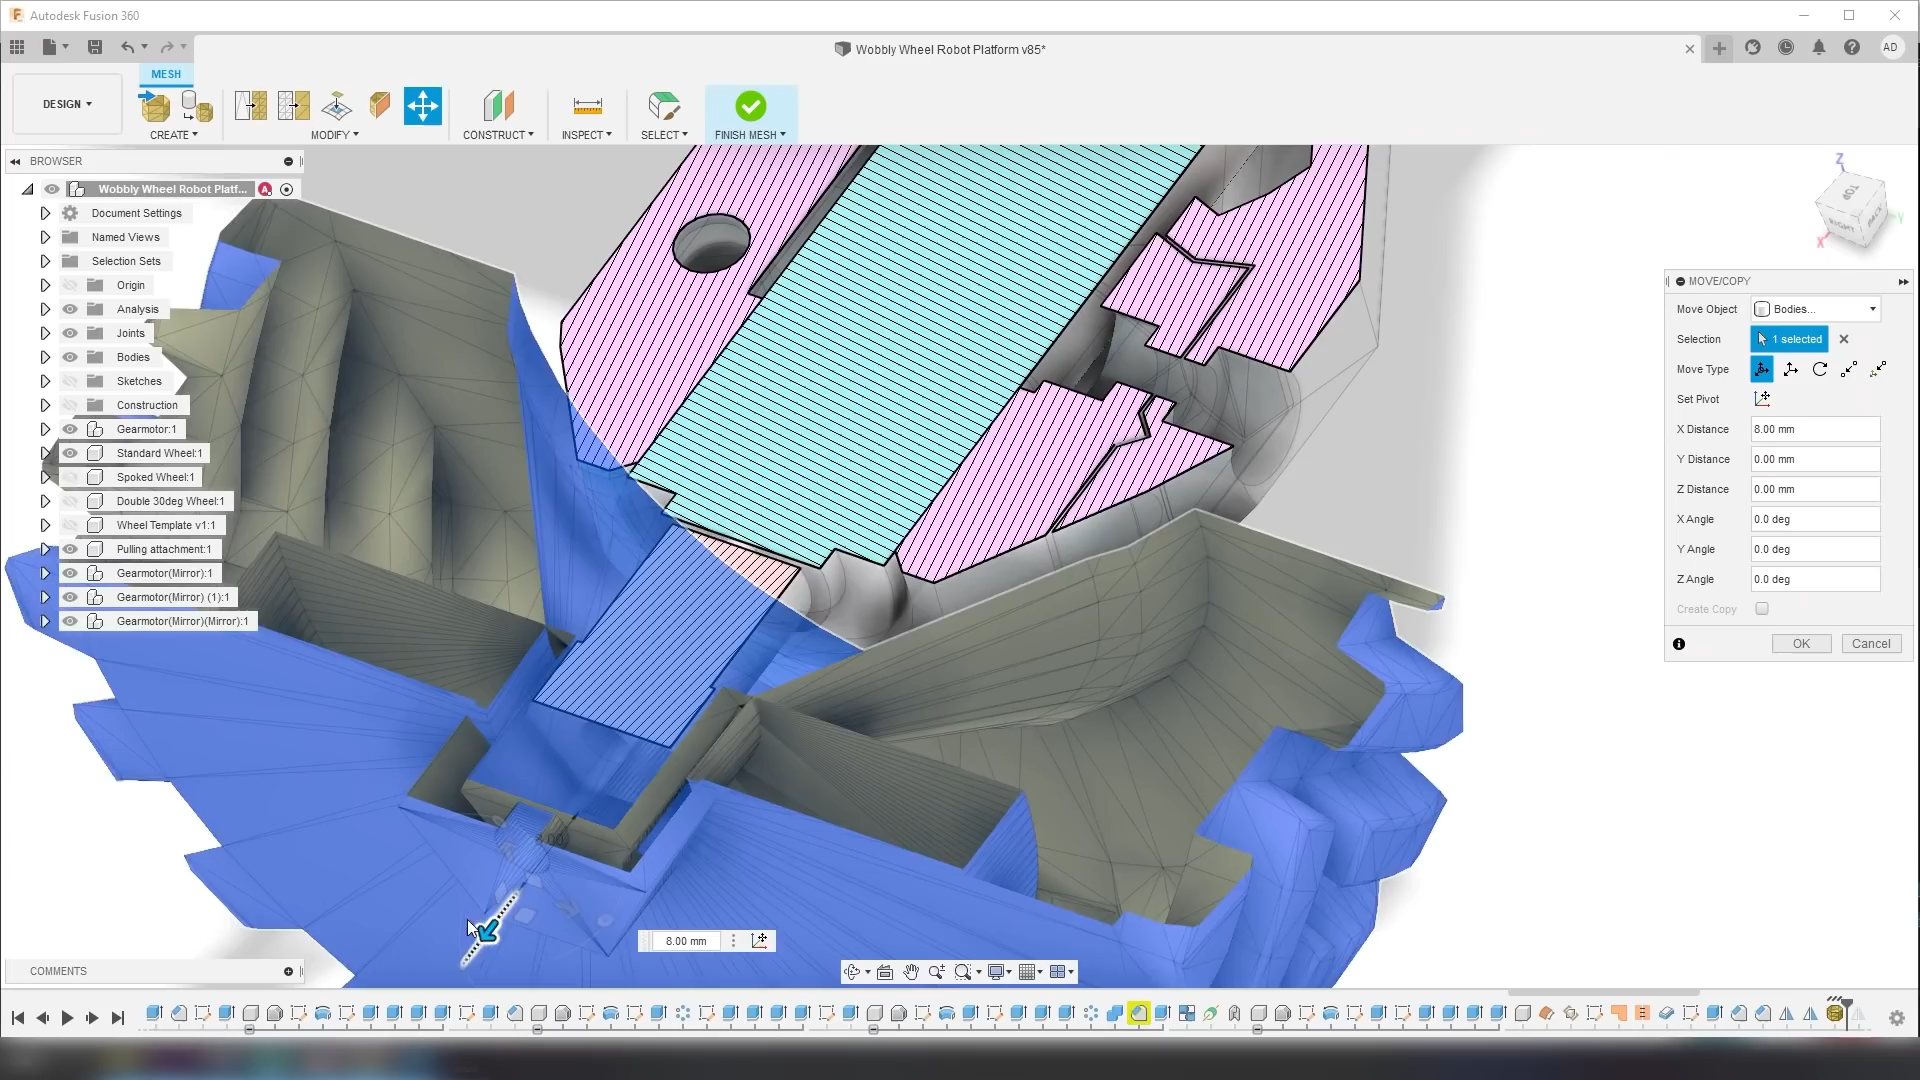 Autodesk Fusion 360
Wobbly Wheel Robot Platform v85*
AD
MESH
DESIGN
CREATE
MODIFY
CONSTRUCT
INSPECT
SELECT
FINISH MESH
BROWSER
Wobbly Wheel Robot Platf...
Document Settings
Named Views
Selection Sets
Origin
Analysis
Joints
Bodies
Sketches
Construction
Gearmotor:1
Standard Wheel:1
Spoked Wheel:1
Double 30deg Wheel:1
Wheel Template v1:1
Pulling attachment:1
Gearmotor(Mirror):1
Gearmotor(Mirror) (1):1
Gearmotor(Mirror)(Mirror):1
Z
TOP
RIGHT
BACK
Y
X
MOVE/COPY
Move Object
Bodies...
Selection
1 selected
Move Type
Set Pivot
X Distance
8.00 mm
Y Distance
0.00 mm
Z Distance
0.00 mm
X Angle
0.0 deg
Y Angle
0.0 deg
Z Angle
0.0 deg
Create Copy
OK
Cancel
8.00 mm
COMMENTS